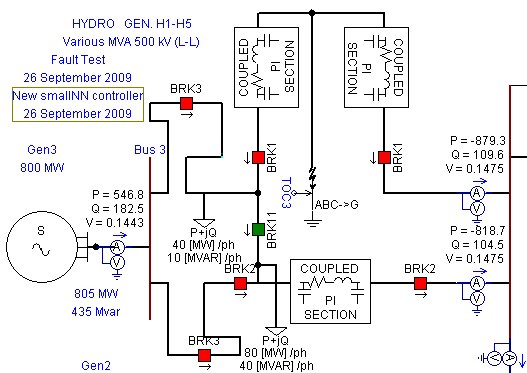 HYDRO GEN. H1-H5
Various MVA 500 kV (L-L)
Fault Test
26 September 2009
New smallNN controller
26 September 2009
BRK3
COUPLED
PI
SECTION
COUPLED
PI
SECTION
Gen3
800 MW
Bus 3
BRK1
BRK1
P = -879.3
Q = 109.6
V = 0.1475
A
V
TOC3
ABC->G
P = 546.8
Q = 182.5
V = 0.1443
S
A
V
P+jQ
40 [MW] /ph
10 [MVAR] /ph
BRK11
P = -818.7
Q = 104.5
V = 0.1475
A
V
BRK2
COUPLED
PI
SECTION
BRK2
805 MW
435 Mvar
BRK3
P+jQ
80 [MW] /ph
40 [MVAR] /ph
Gen2
V
A